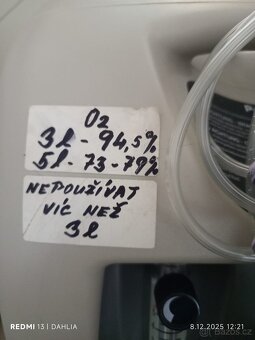 O2
3l - 94,5%
5l - 73 - 79%
NEPOUŽÍVAT
VÍC NEŽ
3l
REDMI 13 | DAHLIA
8.12.2025 12:21